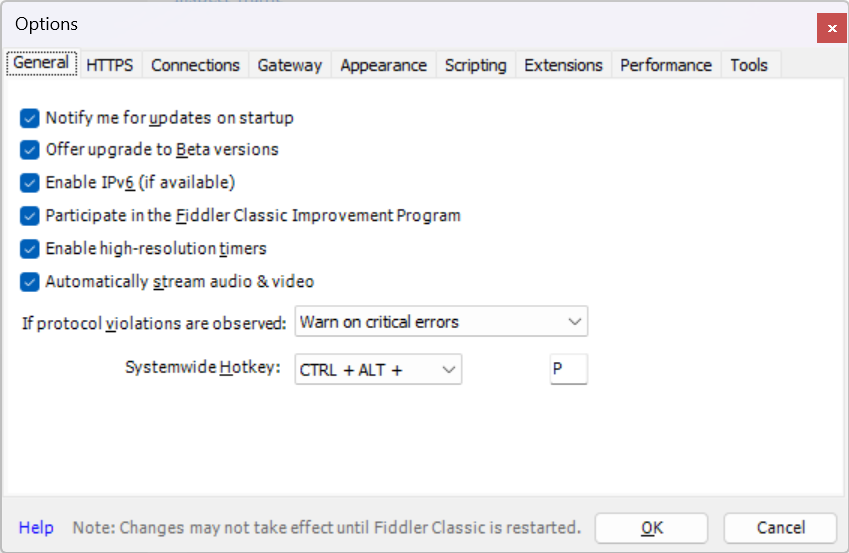 Options
General HTTPS Connections Gateway Appearance Scripting Extensions Performance Tools
Notify me for updates on startup
Offer upgrade to Beta versions
Enable IPv6 (if available)
Participate in the Fiddler Classic Improvement Program
Enable high-resolution timers
Automatically stream audio & video
If protocol violations are observed: Warn on critical errors
Systemwide Hotkey: CTRL + ALT + P
Help Note: Changes may not take effect until Fiddler Classic is restarted. OK Cancel